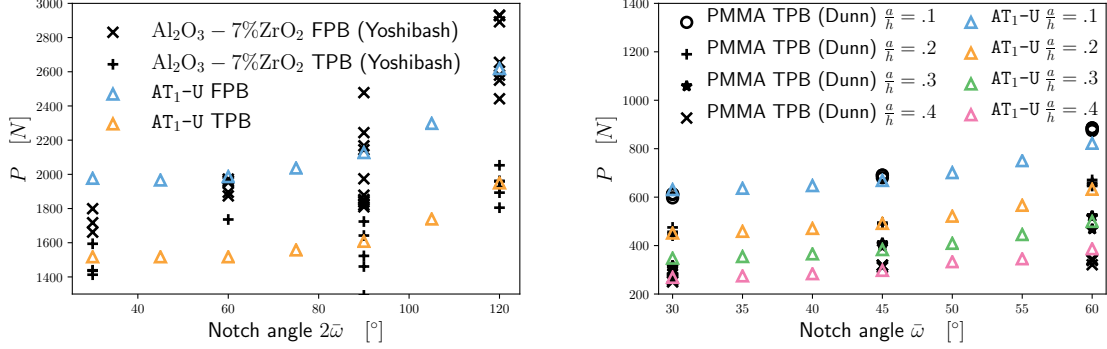 3000
2800
2600
2400
2200
2000
1800
1600
1400
P [N]
Al₂O₃ − 7%ZrO₂ FPB (Yoshibash)
Al₂O₃ − 7%ZrO₂ TPB (Yoshibash)
AT₁-U FPB
AT₁-U TPB
40 60 80 100 120
Notch angle 2ω̄ [°]
1400
1200
1000
800
600
400
200
P [N]
PMMA TPB (Dunn) a/h = .1
PMMA TPB (Dunn) a/h = .2
PMMA TPB (Dunn) a/h = .3
PMMA TPB (Dunn) a/h = .4
AT₁-U a/h = .1
AT₁-U a/h = .2
AT₁-U a/h = .3
AT₁-U a/h = .4
30 35 40 45 50 55 60
Notch angle ω̄ [°]